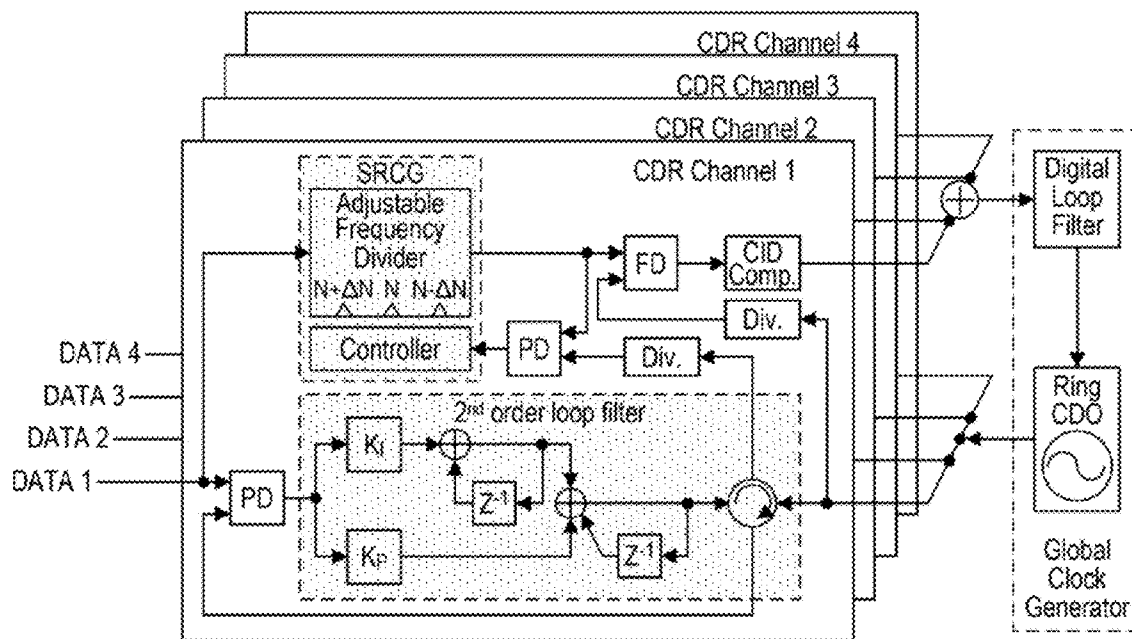 CDR Channel 4
CDR Channel 3
CDR Channel 2
CDR Channel 1
SRCG
Adjustable
Frequency
Divider
N+ΔN N N-ΔN
Controller
FD
CID
Comp.
Div.
PD
Div.
DATA 4
DATA 3
DATA 2
DATA 1
PD
2nd order loop filter
KI
Z-1
KP
Z-1
Digital
Loop
Filter
Ring
CDO
Global
Clock
Generator